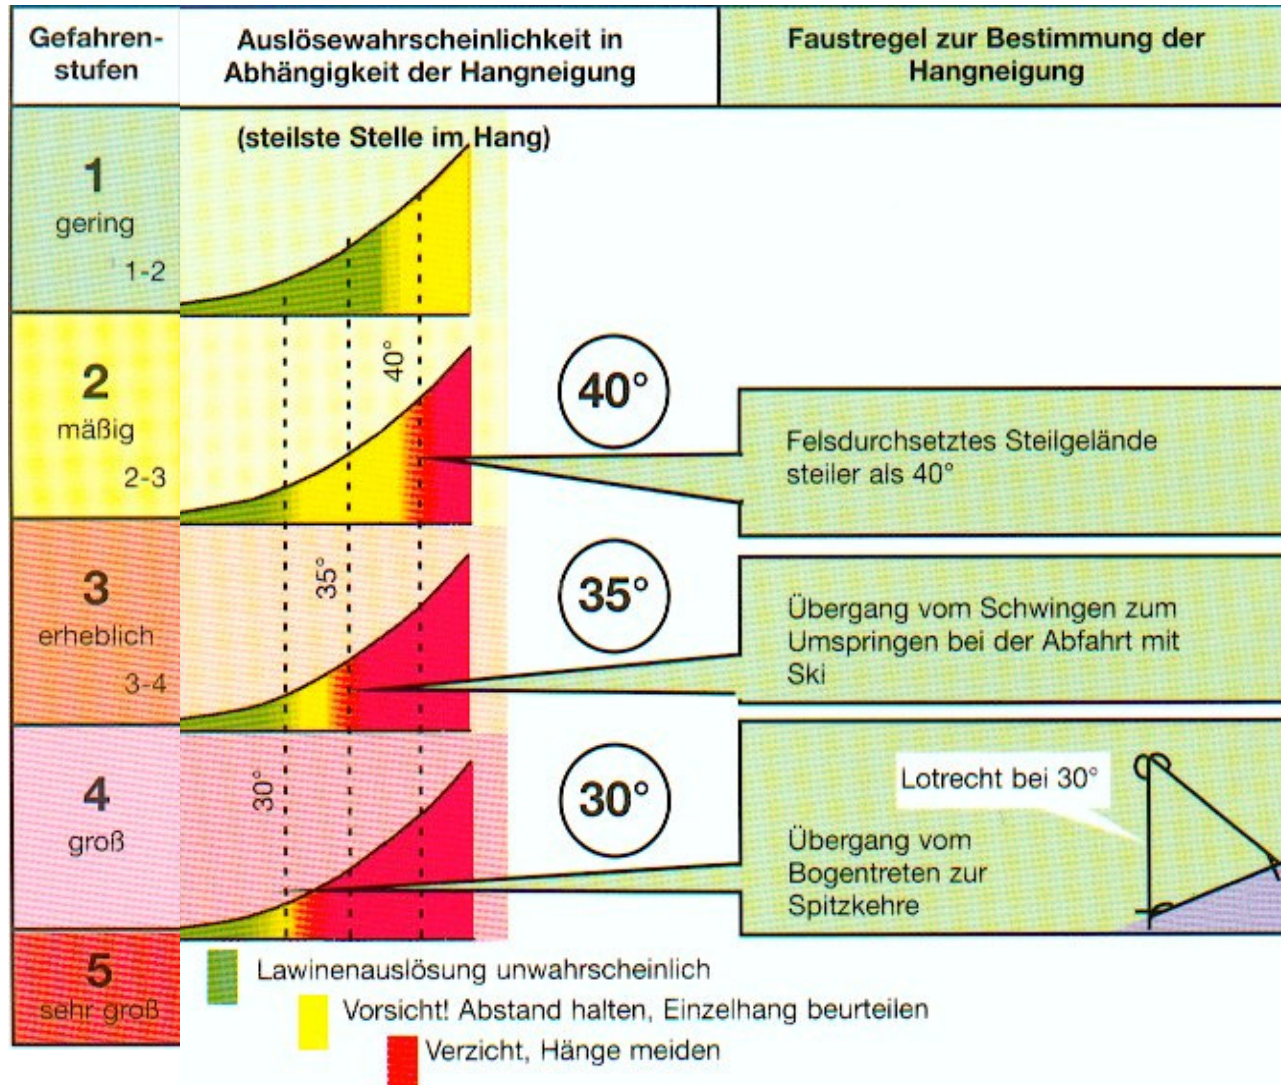 Gefahren-
stufen
Auslösewahrscheinlichkeit in
Abhängigkeit der Hangneigung
Faustregel zur Bestimmung der
Hangneigung
(steilste Stelle im Hang)
1
gering
1-2
2
mäßig
2-3
40°
40°
Felsdurchsetztes Steilgelände
steiler als 40°
3
erheblich
3-4
35°
35°
Übergang vom Schwingen zum
Umspringen bei der Abfahrt mit
Ski
4
groß
30°
30°
Lotrecht bei 30°
Übergang vom
Bogentreten zur
Spitzkehre
5
sehr groß
Lawinenauslösung unwahrscheinlich
Vorsicht! Abstand halten, Einzelhang beurteilen
Verzicht, Hänge meiden